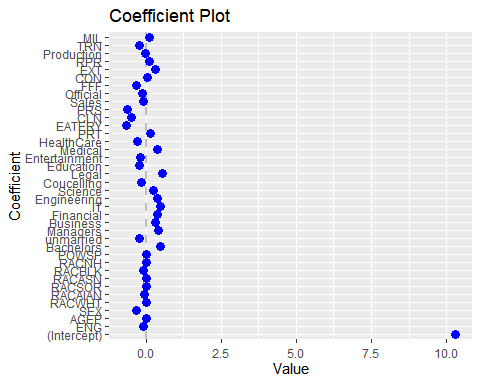 Coefficient Plot
MIL
TRN
Production
RPR
EXT
CON
FFF
Official
Sales
PRS
CLN
EATERY
PRT
HealthCare
Medical
Entertainment
Education
Legal
Coucelling
Science
Engineering
IT
Financial
Business
Managers
unmarried
Bachelors
POWSP
RACNH
RACBLK
RACASN
RACSOR
RACAIAN
RACWHT
SEX
AGEP
ENG
(Intercept)
Coefficient
0.0 2.5 5.0 7.5 10.0
Value